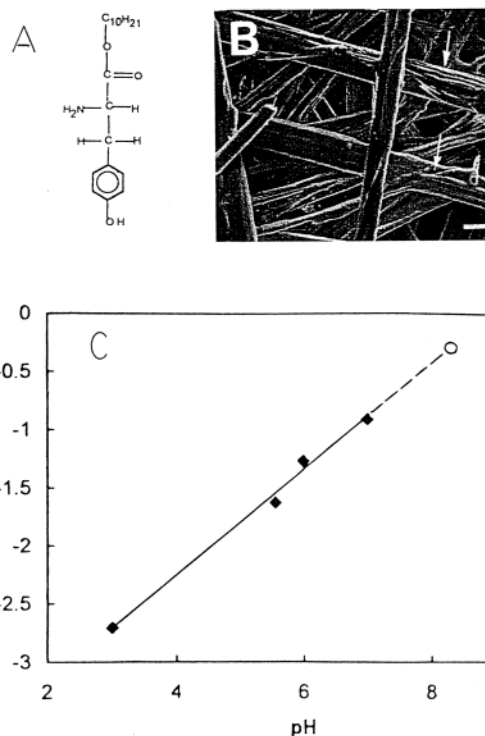 A
C₁₀H₂₁
O
C=O
H₂N-C-H
H-C-H
OH
B
d
C
0
-0.5
-1
-1.5
-2
-2.5
-3
2 4 6 8
pH